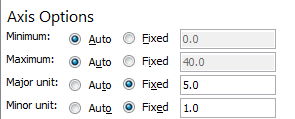 Axis Options
Minimum: Auto Fixed 0.0
Maximum: Auto Fixed 40.0
Major unit: Auto Fixed 5.0
Minor unit: Auto Fixed 1.0